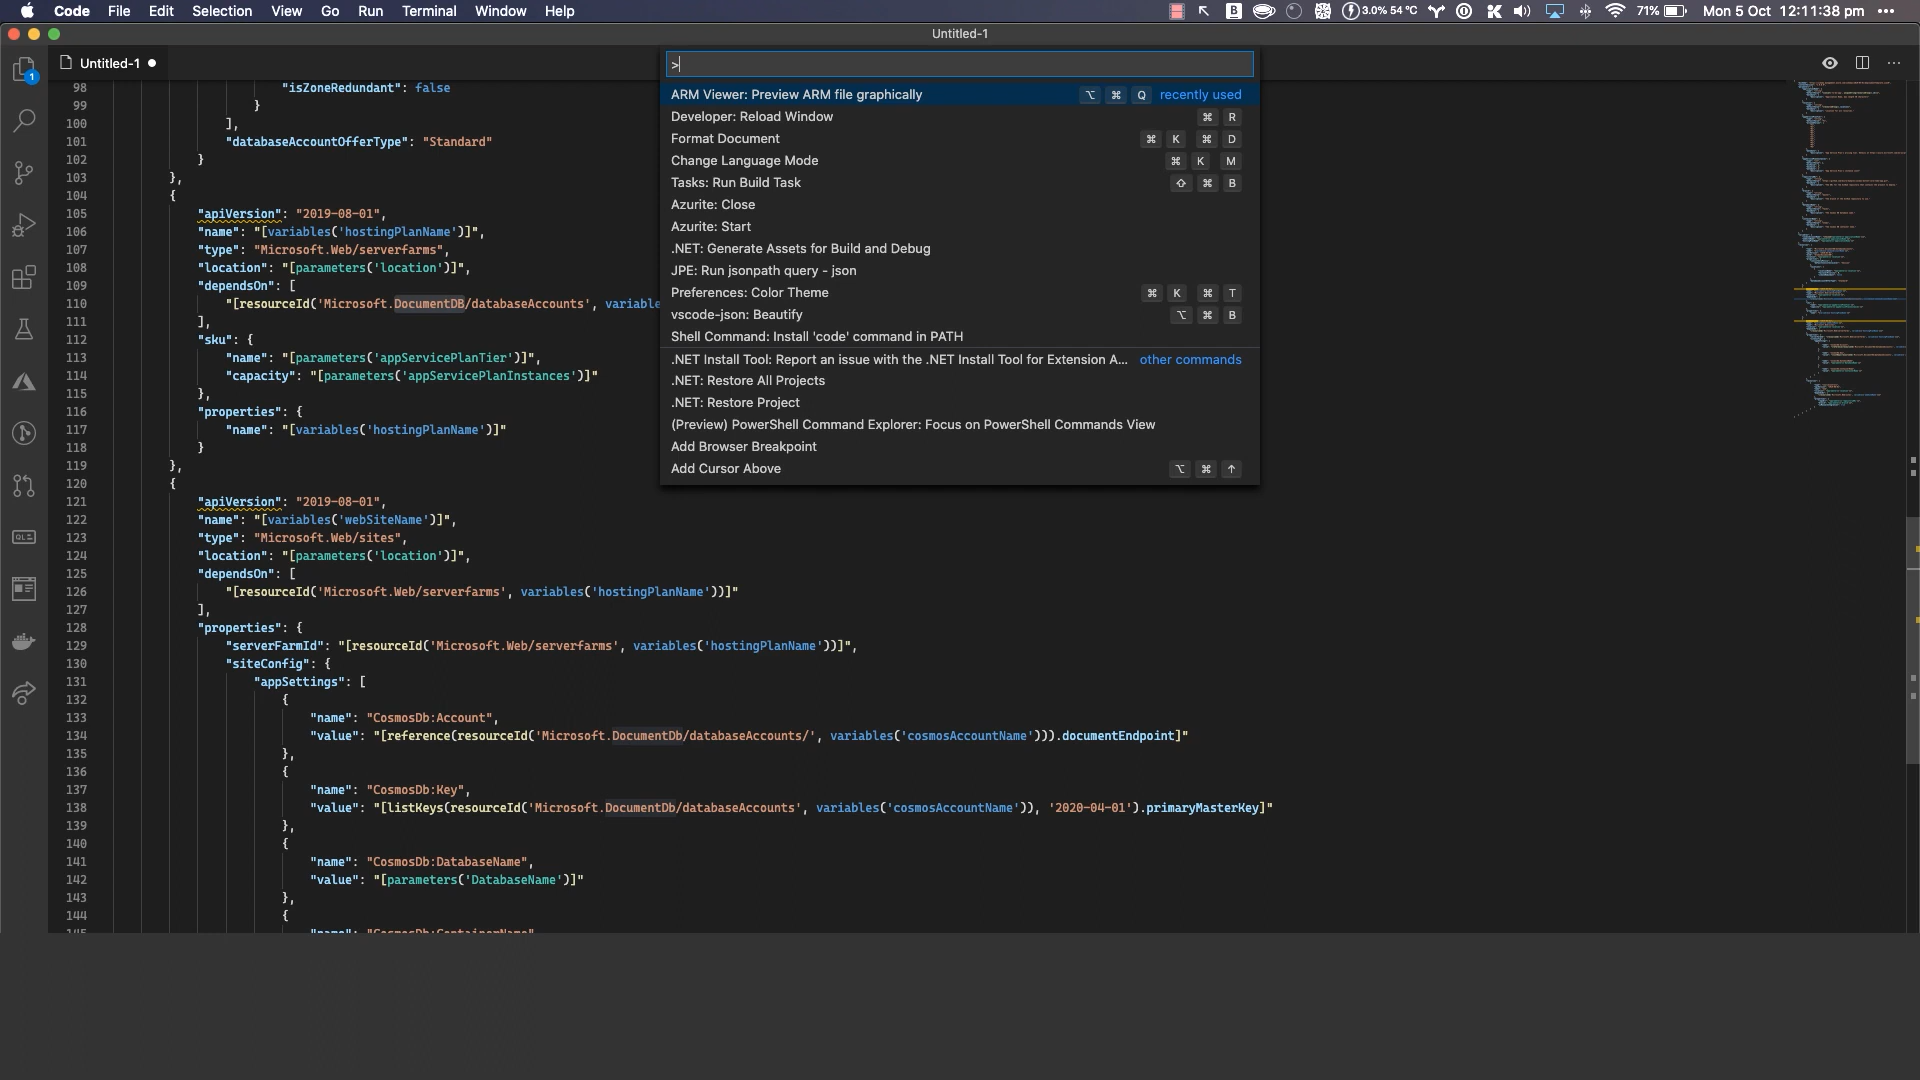 Code File Edit Selection View Go Run Terminal Window Help
3.0% 54 °C 71% Mon 5 Oct 12:11:38 pm
Untitled-1
Untitled-1
1
>
ARM Viewer: Preview ARM file graphically ⌥ ⌘ Q recently used
Developer: Reload Window ⌘ R
Format Document ⌘ K ⌘ D
Change Language Mode ⌘ K M
Tasks: Run Build Task ⇧ ⌘ B
Azurite: Close
Azurite: Start
.NET: Generate Assets for Build and Debug
JPE: Run jsonpath query - json
Preferences: Color Theme ⌘ K ⌘ T
vscode-json: Beautify ⌥ ⌘ B
Shell Command: Install 'code' command in PATH
.NET Install Tool: Report an issue with the .NET Install Tool for Extension A... other commands
.NET: Restore All Projects
.NET: Restore Project
(Preview) PowerShell Command Explorer: Focus on PowerShell Commands View
Add Browser Breakpoint
Add Cursor Above ⌥ ⌘ ↑
98 "isZoneRedundant": false
99 }
100 ],
101 "databaseAccountOfferType": "Standard"
102 }
103 },
104 {
105 "apiVersion": "2019-08-01",
106 "name": "[variables('hostingPlanName')]",
107 "type": "Microsoft.Web/serverfarms",
108 "location": "[parameters('location')]",
109 "dependsOn": [
110 "[resourceId('Microsoft.DocumentDB/databaseAccounts', variable
111 ],
112 "sku": {
113 "name": "[parameters('appServicePlanTier')]",
114 "capacity": "[parameters('appServicePlanInstances')]"
115 },
116 "properties": {
117 "name": "[variables('hostingPlanName')]"
118 }
119 },
120 {
121 "apiVersion": "2019-08-01",
122 "name": "[variables('webSiteName')]",
123 "type": "Microsoft.Web/sites",
124 "location": "[parameters('location')]",
125 "dependsOn": [
126 "[resourceId('Microsoft.Web/serverfarms', variables('hostingPlanName'))]"
127 ],
128 "properties": {
129 "serverFarmId": "[resourceId('Microsoft.Web/serverfarms', variables('hostingPlanName'))]",
130 "siteConfig": {
131 "appSettings": [
132 {
133 "name": "CosmosDb:Account",
134 "value": "[reference(resourceId('Microsoft.DocumentDb/databaseAccounts/', variables('cosmosAccountName'))).documentEndpoint]"
135 },
136 {
137 "name": "CosmosDb:Key",
138 "value": "[listKeys(resourceId('Microsoft.DocumentDb/databaseAccounts', variables('cosmosAccountName')), '2020-04-01').primaryMasterKey]"
139 },
140 {
141 "name": "CosmosDb:DatabaseName",
142 "value": "[parameters('DatabaseName')]"
143 },
144 {
145 "name": "CosmosDb:ContainerName"